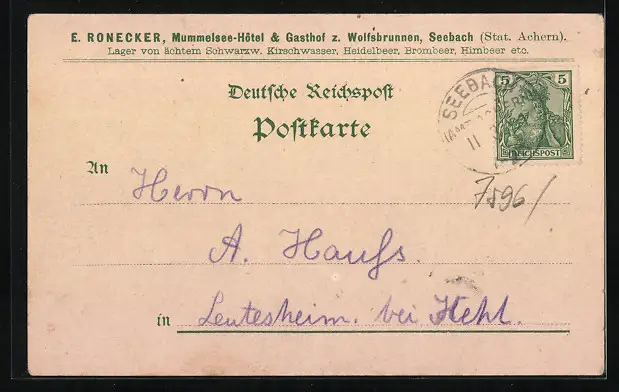 E. RONECKER, Mummelsee-Hôtel & Gasthof z. Wolfsbrunnen, Seebach (Stat. Achern).
Lager von ächtem Schwarzw. Kirschwasser, Heidelbeer, Brombeer, Himbeer etc.
Deutsche Reichspost
Postkarte
SEEBACH
5 5
REICHSPOST
An Herrn
7596/
A. Haufs.
in Leutesheim. bei Kehl.